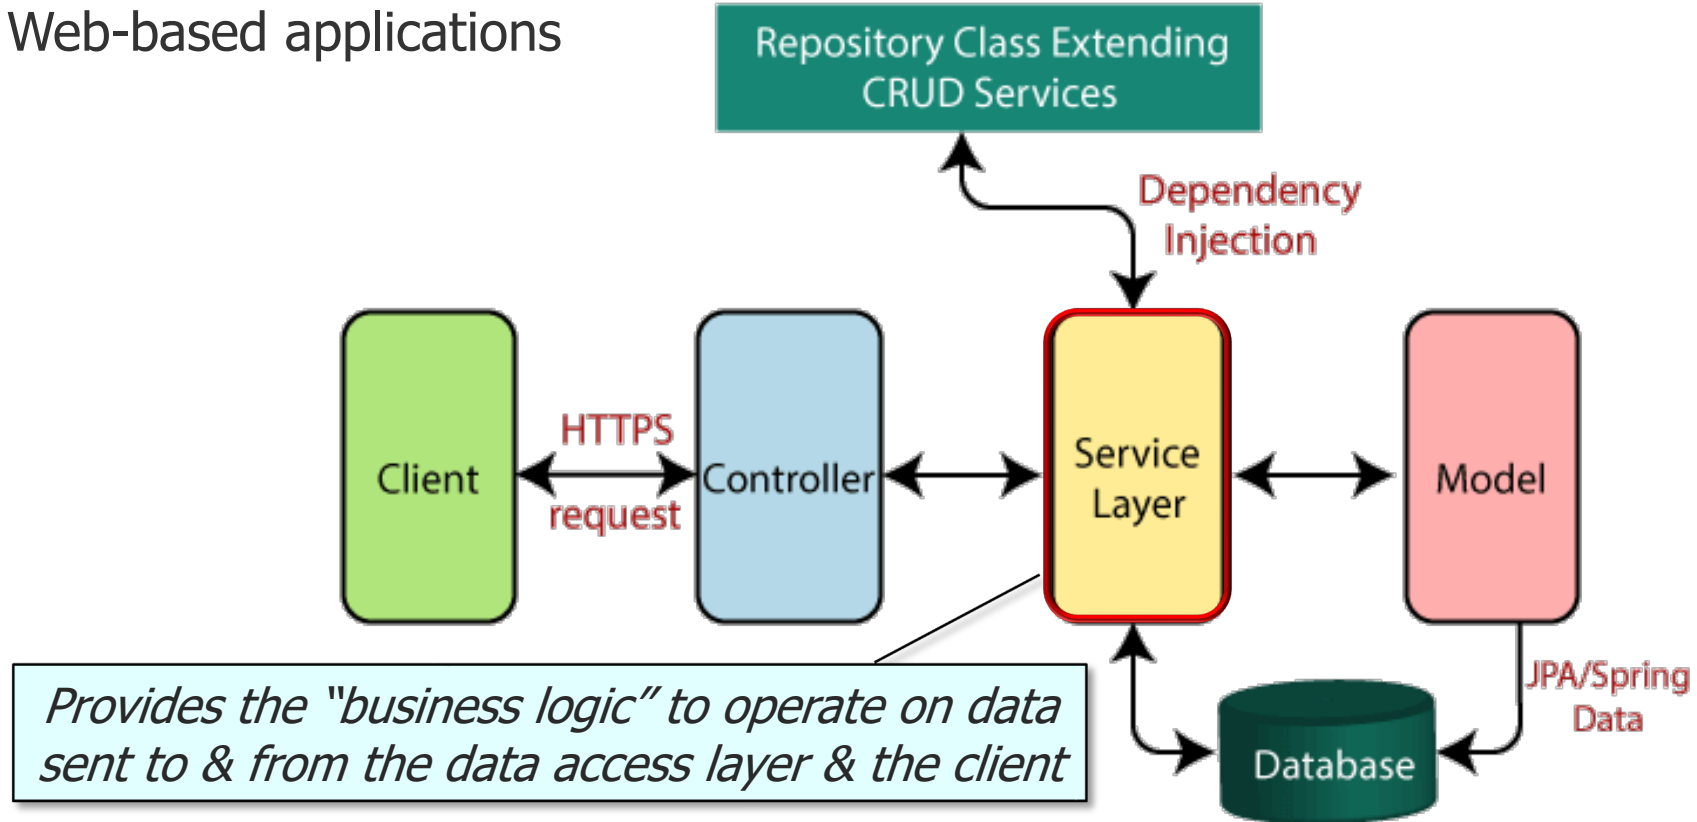 Web-based applications
Repository Class Extending
CRUD Services
Dependency
Injection
Client
HTTPS
request
Controller
Service
Layer
Model
Provides the “business logic” to operate on data
sent to & from the data access layer & the client
JPA/Spring
Data
Database